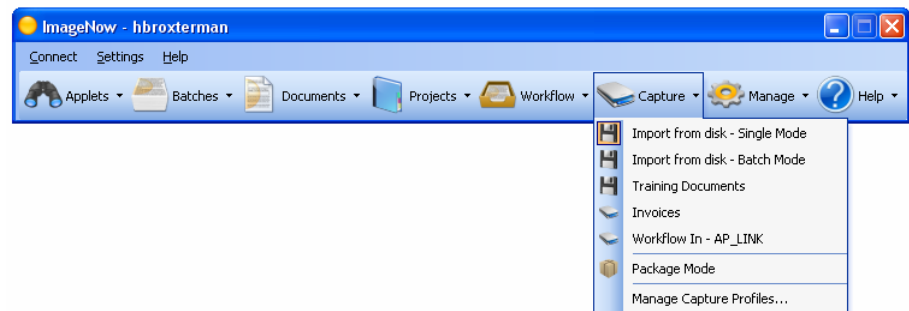 ImageNow - hbroxterman
Connect Settings Help
Applets Batches Documents Projects Workflow Capture Manage ? Help
Import from disk - Single Mode
Import from disk - Batch Mode
Training Documents
Invoices
Workflow In - AP_LINK
Package Mode
Manage Capture Profiles...